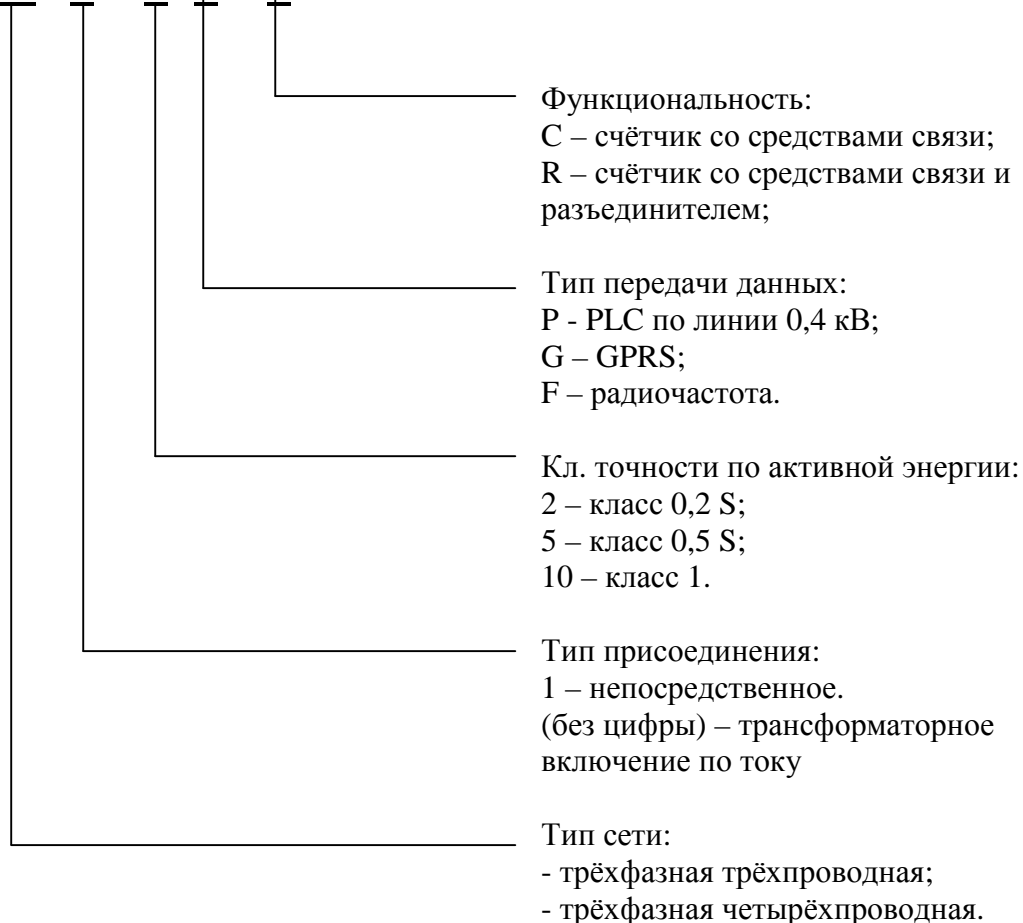 Функциональность:
C – счётчик со средствами связи;
R – счётчик со средствами связи и
разъединителем;
Тип передачи данных:
P - PLC по линии 0,4 кВ;
G – GPRS;
F – радиочастота.
Кл. точности по активной энергии:
2 – класс 0,2 S;
5 – класс 0,5 S;
10 – класс 1.
Тип присоединения:
1 – непосредственное.
(без цифры) – трансформаторное
включение по току
Тип сети:
- трёхфазная трёхпроводная;
- трёхфазная четырёхпроводная.